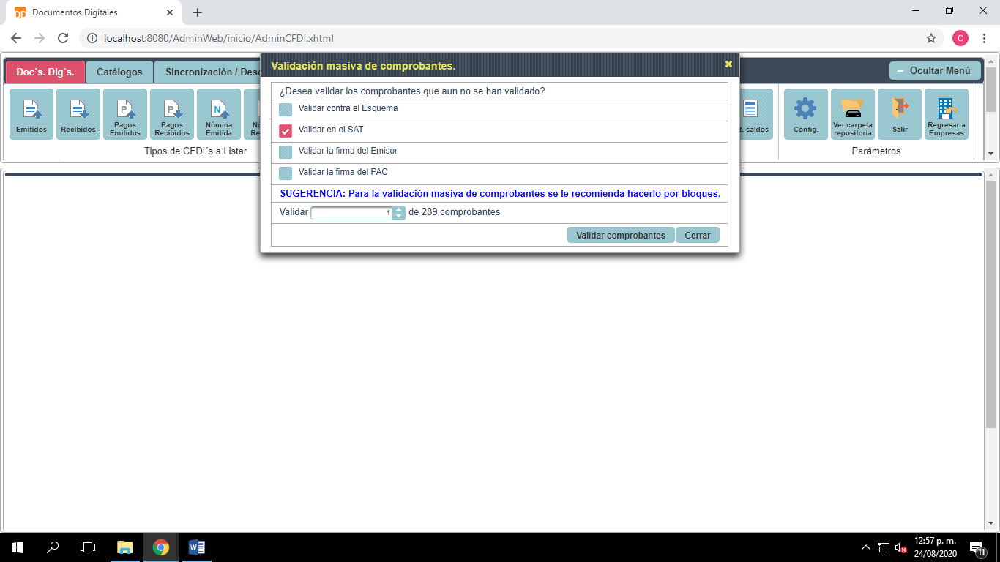 Documentos Digitales
localhost:8080/AdminWeb/inicio/AdminCFDI.xhtml
C
Doc´s. Dig´s.
Catálogos
Sincronización / Desc
Ocultar Menú
Emitidos
Recibidos
Pagos Emitidos
Pagos Recibidos
Nómina Emitida
Tipos de CFDI´s a Listar
t. saldos
Config.
Ver carpeta repositoria
Salir
Regresar a Empresas
Parámetros
Validación masiva de comprobantes.
¿Desea validar los comprobantes que aun no se han validado?
Validar contra el Esquema
Validar en el SAT
Validar la firma del Emisor
Validar la firma del PAC
SUGERENCIA: Para la validación masiva de comprobantes se le recomienda hacerlo por bloques.
Validar 1 de 289 comprobantes
Validar comprobantes
Cerrar
12:57 p. m.
24/08/2020
11